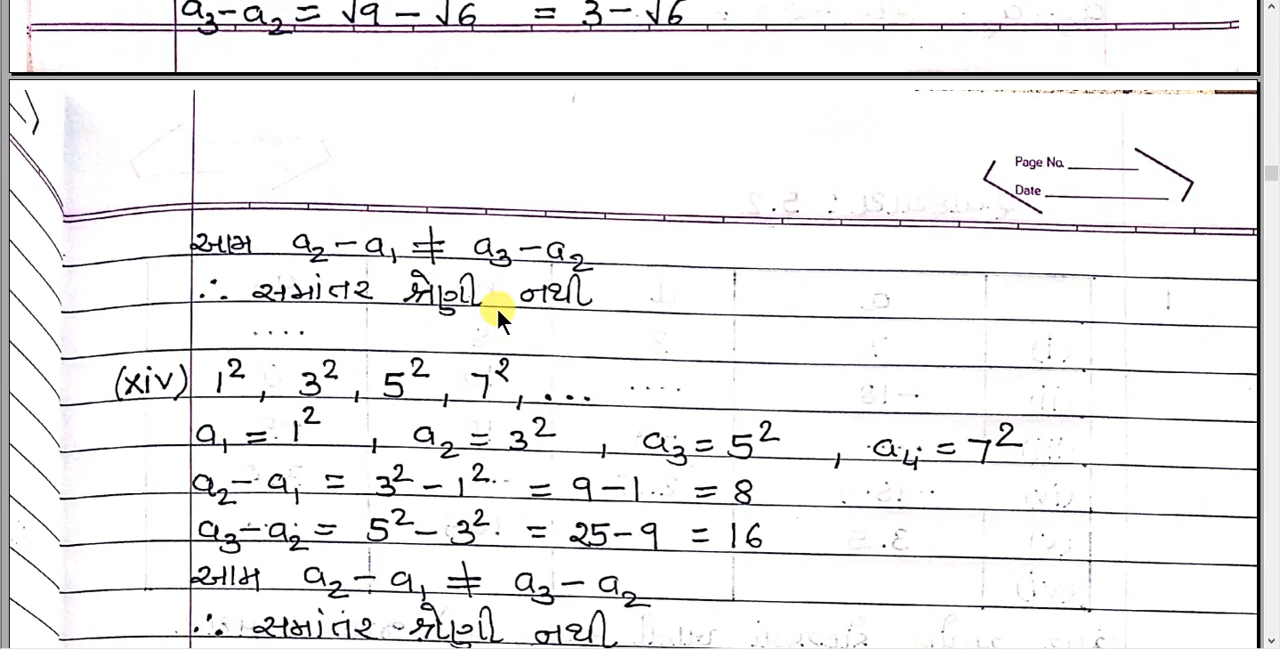 a₃-a₂ = √9 - √6 = 3-√6
Page No.
Date
આમ a₂-a₁ ≠ a₃-a₂
∴ સમાંતર શ્રેણી નથી
....
(xiv) 1², 3², 5², 7², ... ....
a₁ = 1² , a₂ = 3² , a₃ = 5² , a₄ = 7²
a₂-a₁ = 3²-1² = 9-1 = 8
a₃-a₂ = 5²-3² = 25-9 = 16
આમ a₂-a₁ ≠ a₃-a₂
∴ સમાંતર શ્રેણી નથી